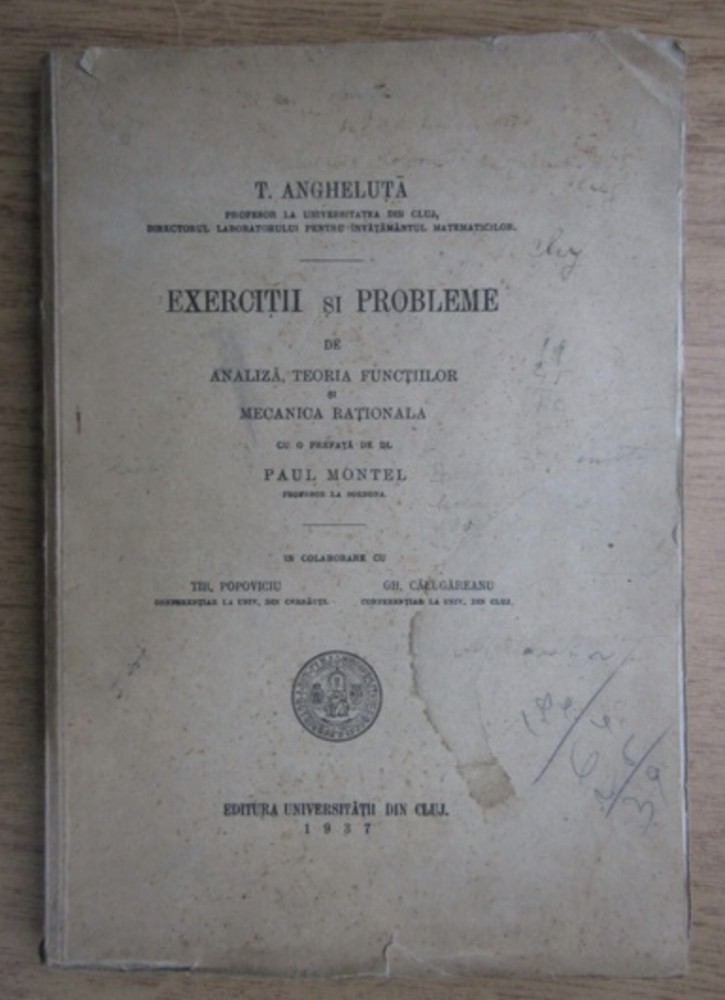 T. ANGHELUȚĂ
PROFESOR LA UNIVERSITATEA DIN CLUJ,
DIRECTORUL LABORATORULUI PENTRU ÎNVĂȚĂMÂNTUL MATEMATICILOR.
EXERCIȚII ȘI PROBLEME
DE
ANALIZĂ, TEORIA FUNCȚIILOR
ȘI
MECANICA RAȚIONALA
CU O PREFAȚĂ DE DL
PAUL MONTEL
PROFESOR LA SORBONA
IN COLABORARE CU
TIB. POPOVICIU
CONFERENȚIAR LA UNIV. DIN CERNĂUȚI.
GH. CĂLUGĂREANU
CONFERENȚIAR LA UNIV. DIN CLUJ.
EDITURA UNIVERSITĂȚII DIN CLUJ.
1937